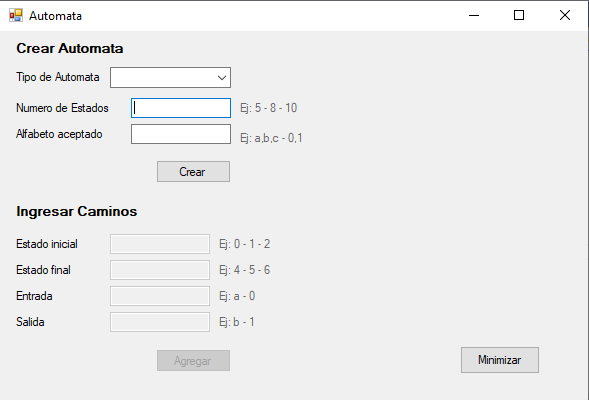 Automata
Crear Automata
Tipo de Automata
Numero de Estados Ej: 5 - 8 - 10
Alfabeto aceptado Ej: a,b,c - 0,1
Crear
Ingresar Caminos
Estado inicial Ej: 0 - 1 - 2
Estado final Ej: 4 - 5 - 6
Entrada Ej: a - 0
Salida Ej: b - 1
Agregar
Minimizar